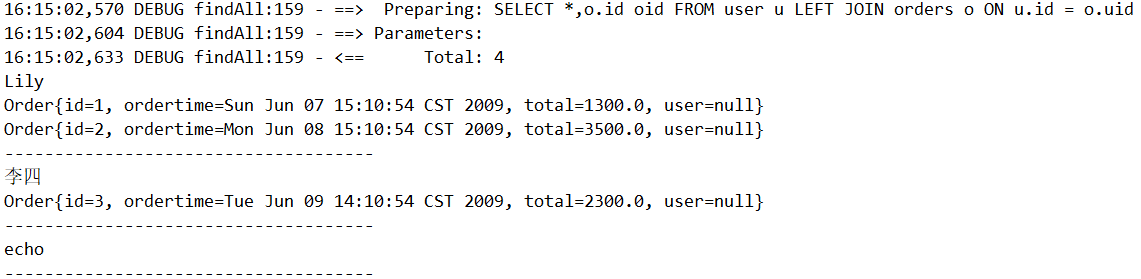 16:15:02,570 DEBUG findAll:159 - ==>  Preparing: SELECT *,o.id oid FROM user u LEFT JOIN orders o ON u.id = o.uid
16:15:02,604 DEBUG findAll:159 - ==> Parameters:
16:15:02,633 DEBUG findAll:159 - <==      Total: 4
Lily
Order{id=1, ordertime=Sun Jun 07 15:10:54 CST 2009, total=1300.0, user=null}
Order{id=2, ordertime=Mon Jun 08 15:10:54 CST 2009, total=3500.0, user=null}
-------------------------------------
李四
Order{id=3, ordertime=Tue Jun 09 14:10:54 CST 2009, total=2300.0, user=null}
-------------------------------------
echo
-------------------------------------